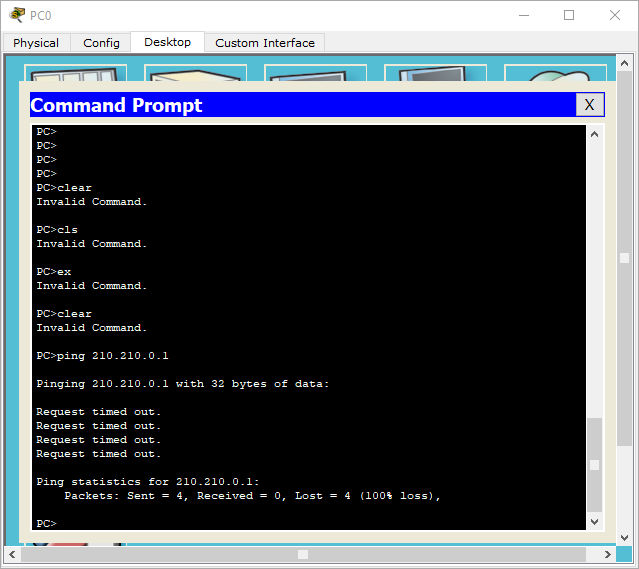 PC0
Physical Config Desktop Custom Interface
Command Prompt X
PC>
PC>
PC>
PC>
PC>clear
Invalid Command.
PC>cls
Invalid Command.
PC>ex
Invalid Command.
PC>clear
Invalid Command.
PC>ping 210.210.0.1
Pinging 210.210.0.1 with 32 bytes of data:
Request timed out.
Request timed out.
Request timed out.
Request timed out.
Ping statistics for 210.210.0.1:
Packets: Sent = 4, Received = 0, Lost = 4 (100% loss),
PC>